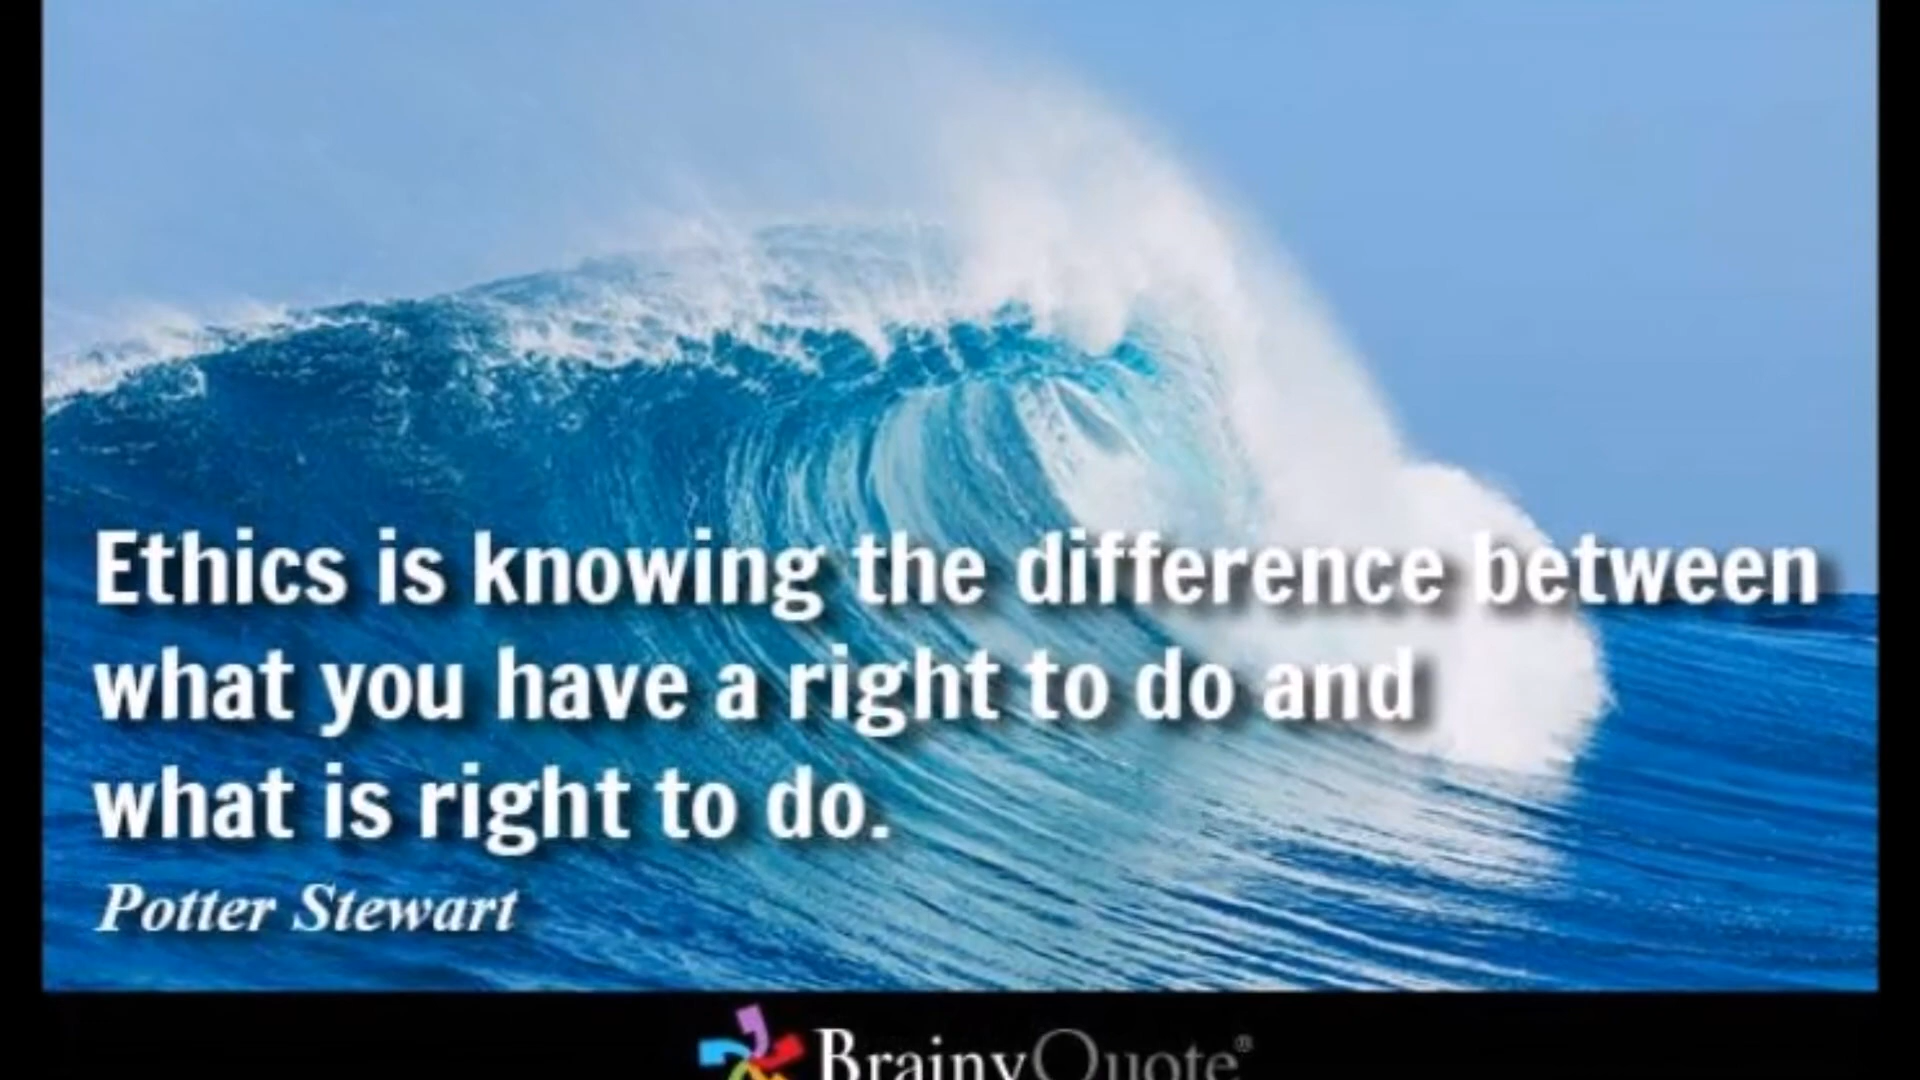 Ethics is knowing the difference between
what you have a right to do and
what is right to do.
Potter Stewart
BrainyQuote®